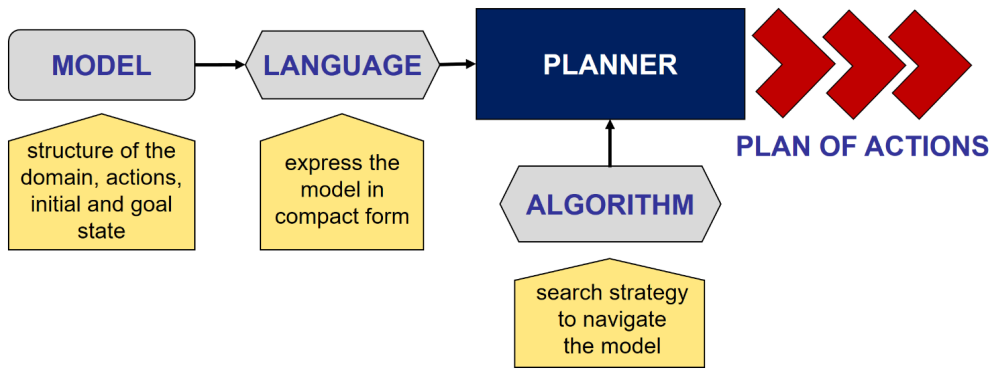 MODEL
LANGUAGE
PLANNER
PLAN OF ACTIONS
structure of the
domain, actions,
initial and goal
state
express the
model in
compact form
ALGORITHM
search strategy
to navigate
the model